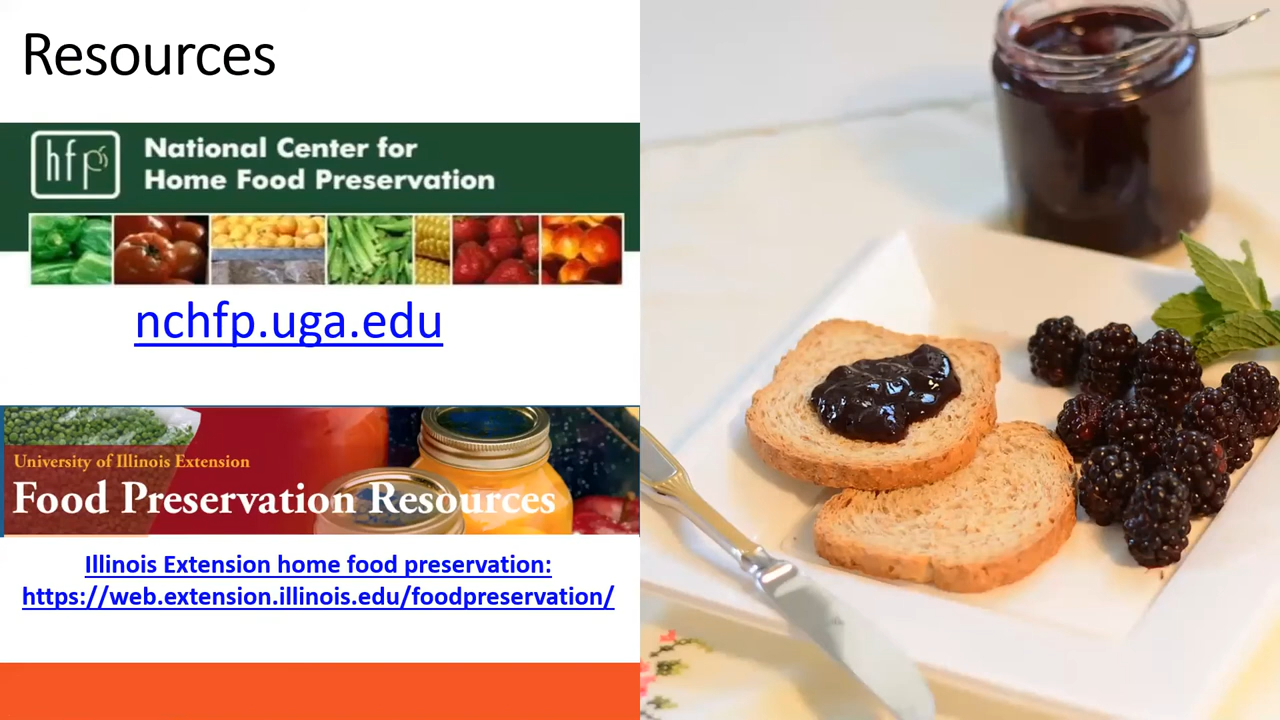 Resources
hfp
National Center for
Home Food Preservation
nchfp.uga.edu
University of Illinois Extension
Food Preservation Resources
Illinois Extension home food preservation:
https://web.extension.illinois.edu/foodpreservation/